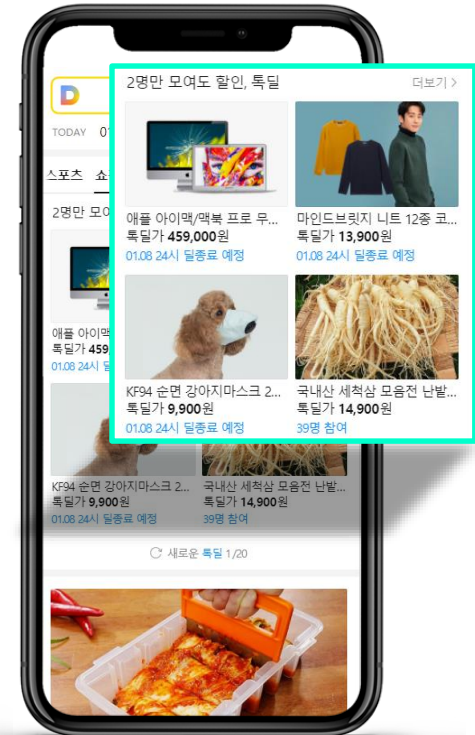 2명만 모여도 할인, 톡딜
더보기 >
애플 아이맥/맥북 프로 무...
톡딜가 459,000원
01.08 24시 딜종료 예정
마인드브릿지 니트 12종 코...
톡딜가 13,900원
01.08 24시 딜종료 예정
KF94 순면 강아지마스크 2...
톡딜가 9,900원
01.08 24시 딜종료 예정
국내산 세척삼 모음전 난발...
톡딜가 14,900원
39명 참여
D
TODAY 01
스포츠 쇼
2명만 모0
애플 아이맥
톡딜가 459
01.08 24시 딜
KF94 순면 강아지마스크 2...
톡딜가 9,900원
01.08 24시 딜종료 예정
국내산 세척삼 모음전 난발...
톡딜가 14,900원
39명 참여
새로운 톡딜 1/20